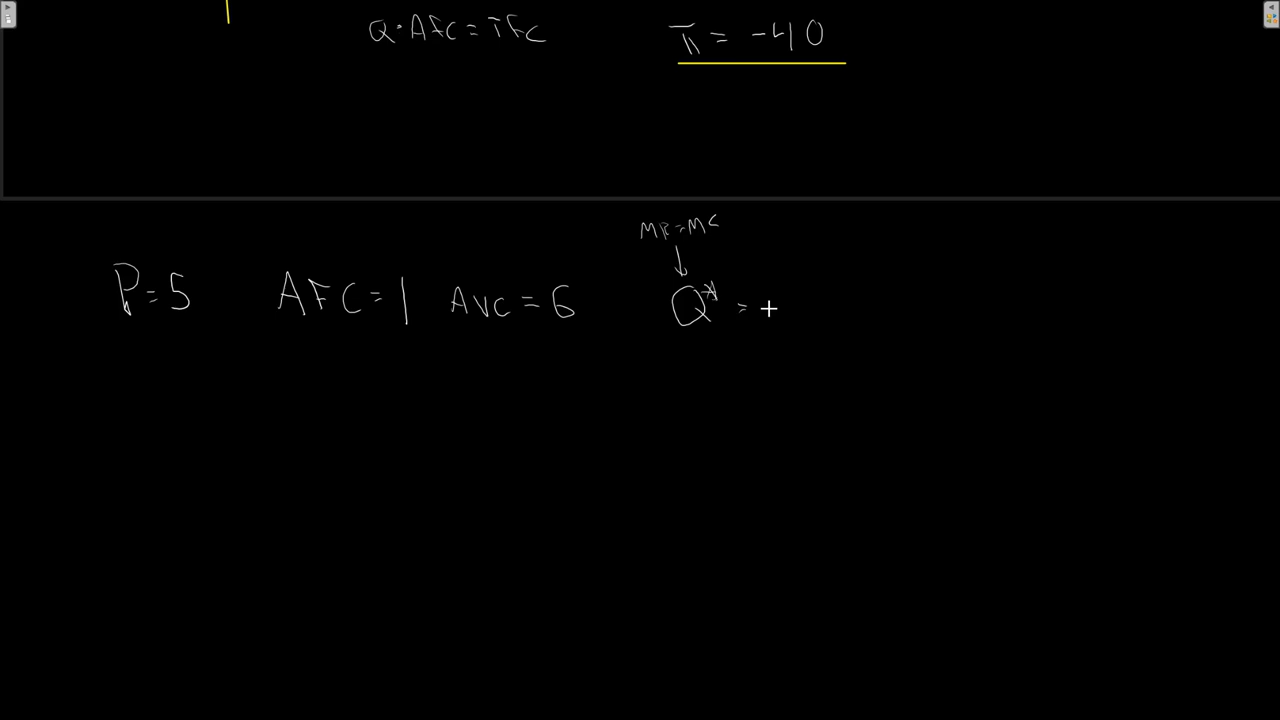 Q·AFC=TFC
π = -40
MR=MC
P=5 AFC=1 AVC=6 Q* =